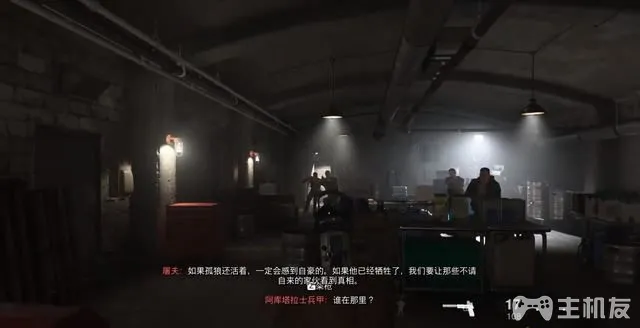 屠夫：如果孤狼还活着，一定会感到自豪的。如果他已经牺牲了，我们要让那些不请
自来的家伙看到真相。
阿库塔拉士兵甲：谁在那里？
主机友